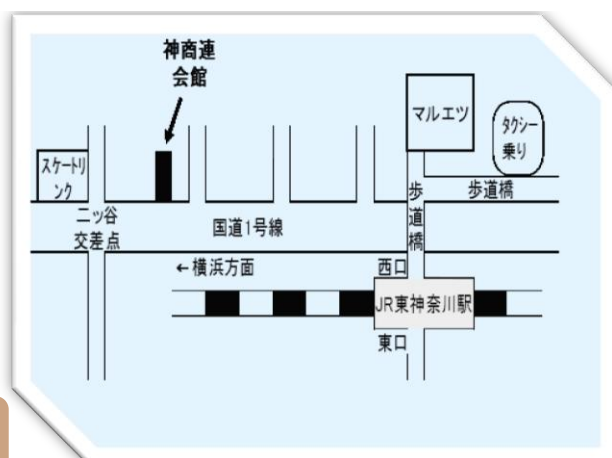 神商連
会館
マルエツ
タクシー
乗り
スケートリ
ンク
歩道橋
歩道橋
二ッ谷
交差点
国道1号線
←横浜方面
西口
JR東神奈川駅
東口